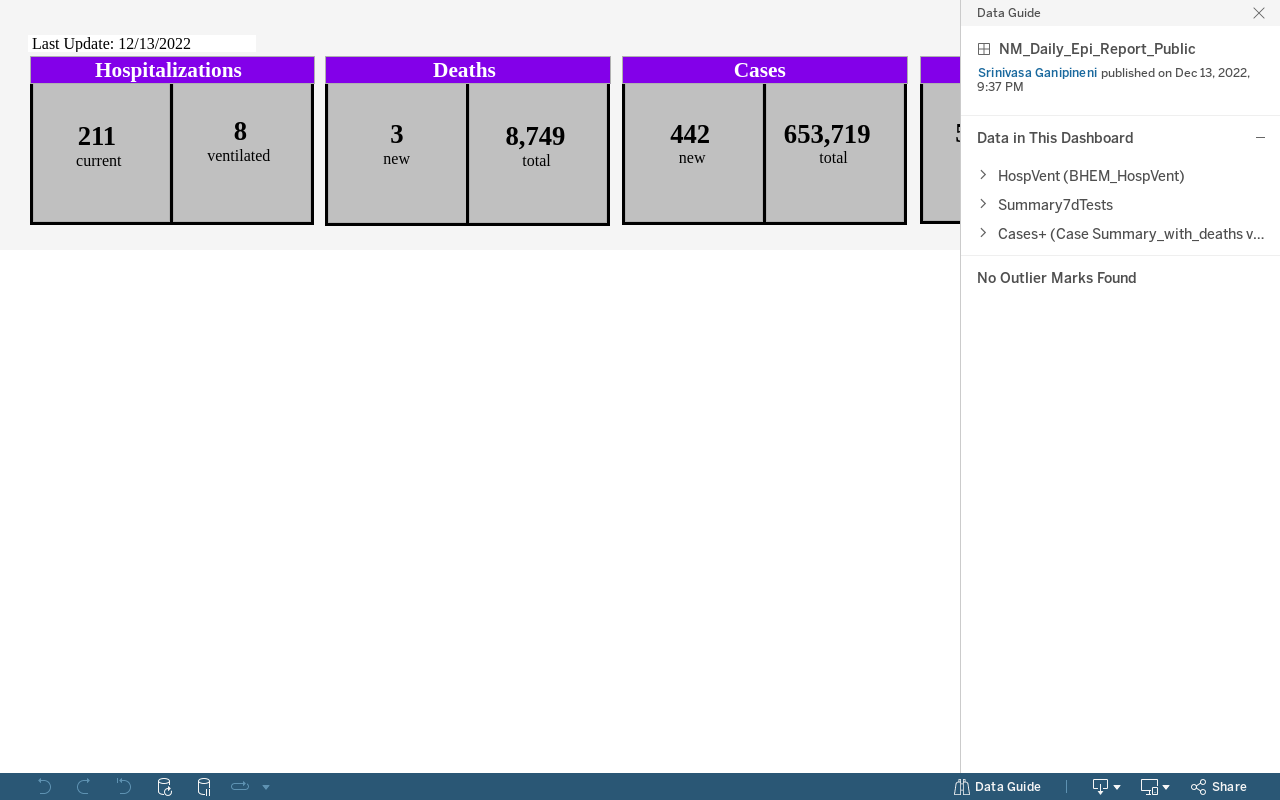 Last Update: 12/13/2022
Hospitalizations
211
current
8
ventilated
Deaths
3
new
8,749
total
Cases
442
new
653,719
total
Data Guide
NM_Daily_Epi_Report_Public
Srinivasa Ganipineni published on Dec 13, 2022,
9:37 PM
Data in This Dashboard
HospVent (BHEM_HospVent)
Summary7dTests
Cases+ (Case Summary_with_deaths v...
No Outlier Marks Found
Data Guide
Share